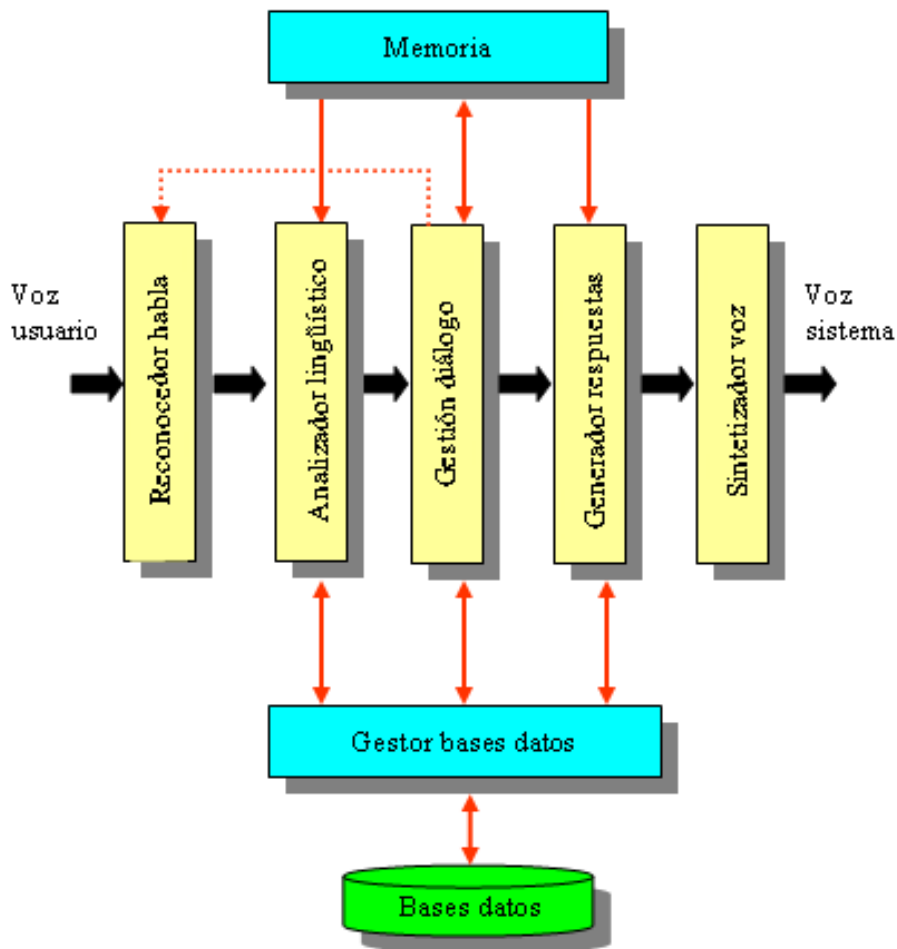 Memoria
Voz
usuario
Reconocedor habla
Analizador lingüístico
Gestión diálogo
Generador respuestas
Sintetizador voz
Voz
sistema
Gestor bases datos
Bases datos